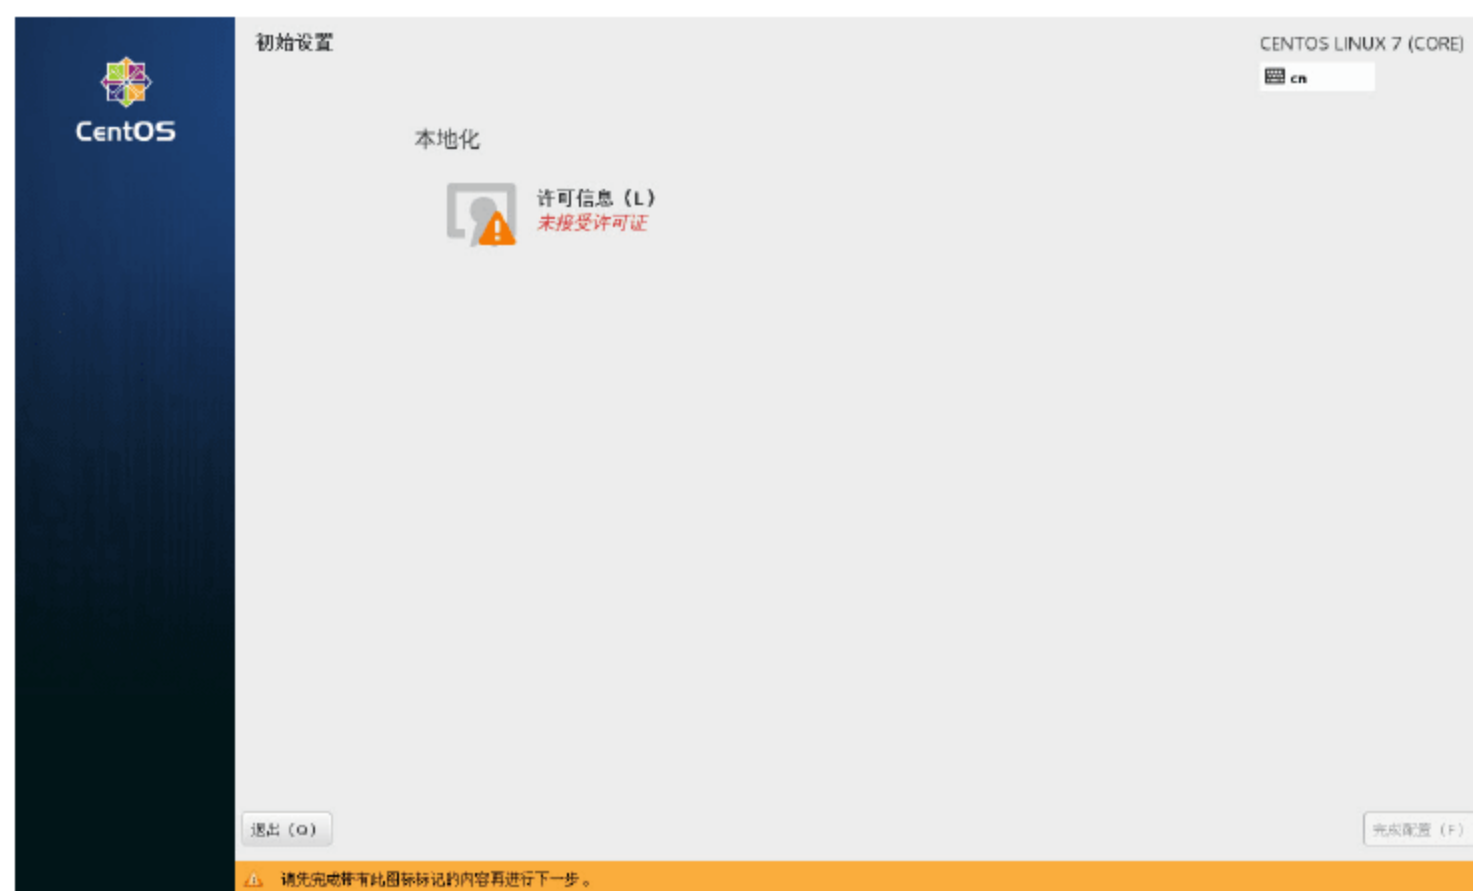 初始设置
CENTOS LINUX 7 (CORE)
cn
CentOS
本地化
许可信息（L）
未接受许可证
退出（Q）
完成配置（F）
请先完成带有此图标标记的内容再进行下一步。